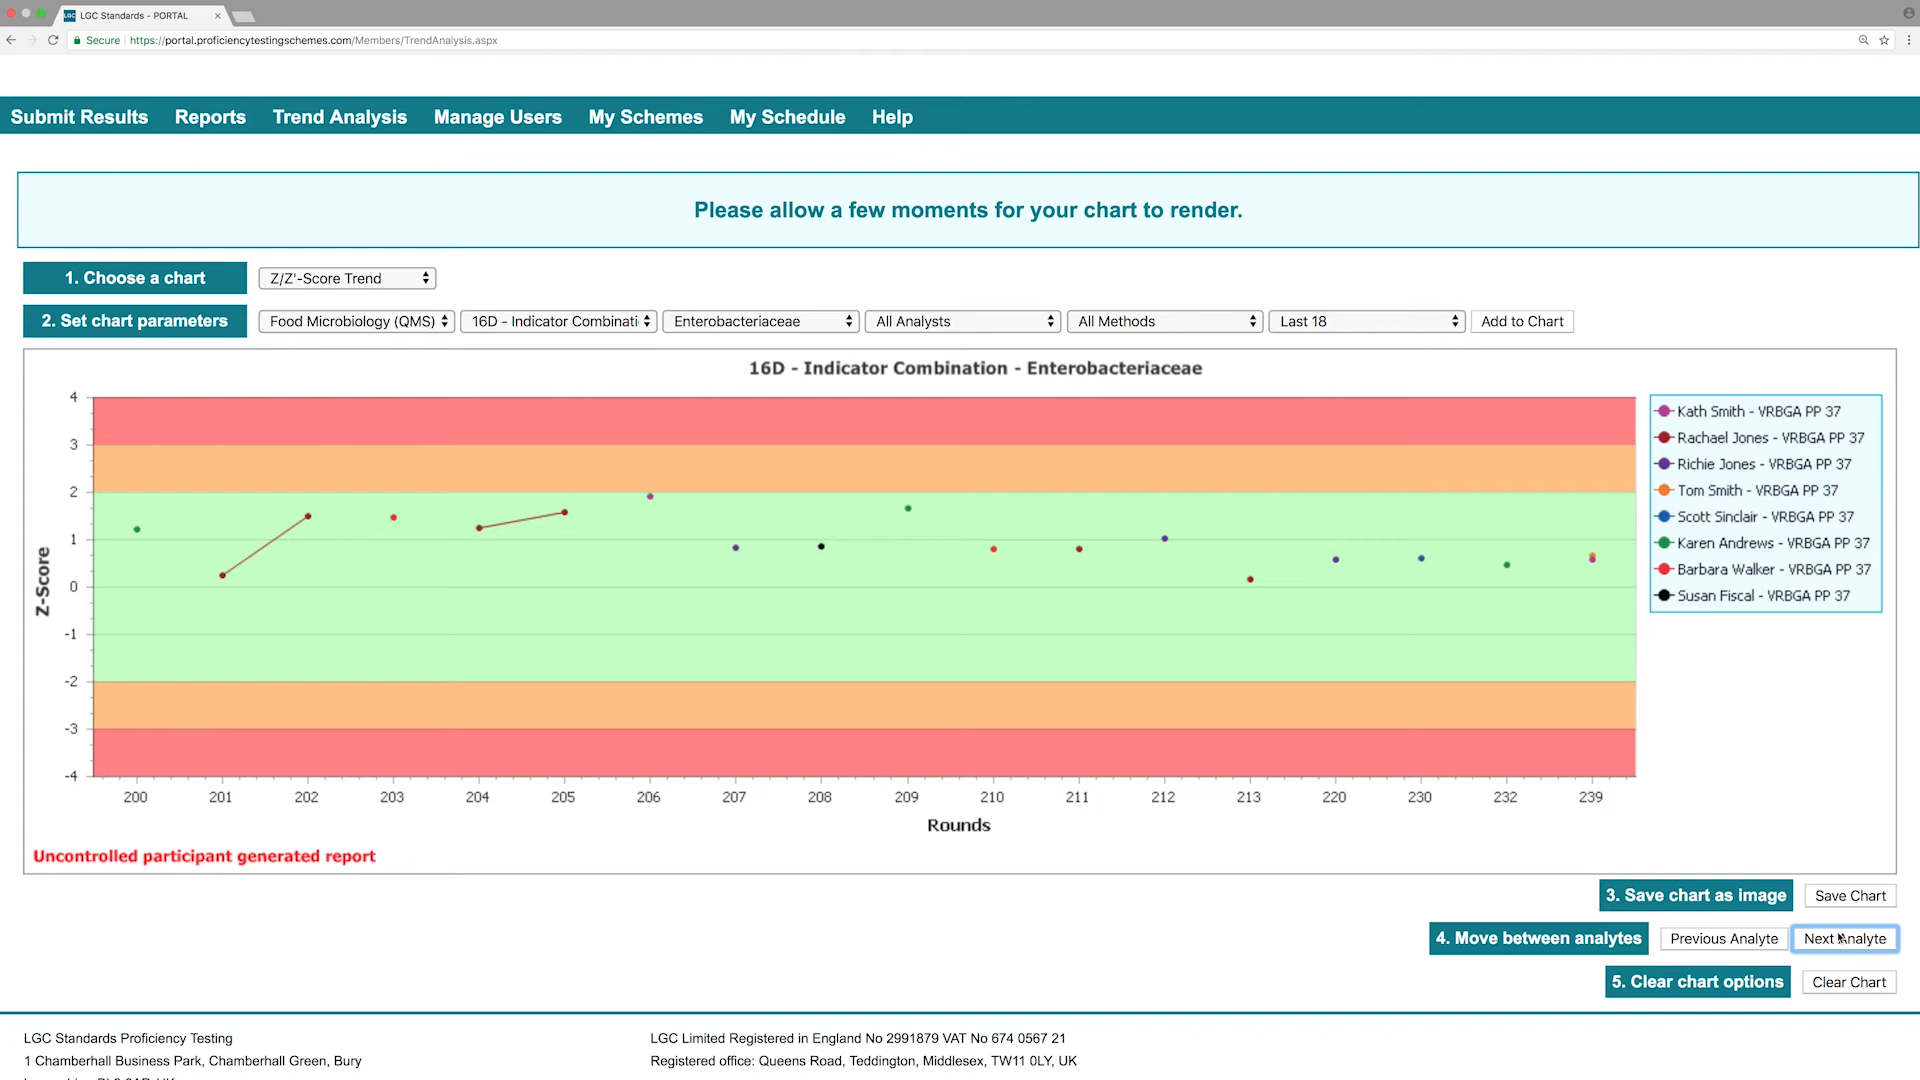 LGC Standards - PORTAL
Secure https://portal.proficiencytestingschemes.com/Members/TrendAnalysis.aspx
Submit Results Reports Trend Analysis Manage Users My Schemes My Schedule Help
Please allow a few moments for your chart to render.
1. Choose a chart Z/Z'-Score Trend
2. Set chart parameters Food Microbiology (QMS) 16D - Indicator Combinati Enterobacteriaceae All Analysts All Methods Last 18 Add to Chart
16D - Indicator Combination - Enterobacteriaceae
4
3
2
1
0
-1
-2
-3
-4
Z-Score
Kath Smith - VRBGA PP 37
Rachael Jones - VRBGA PP 37
Richie Jones - VRBGA PP 37
Tom Smith - VRBGA PP 37
Scott Sinclair - VRBGA PP 37
Karen Andrews - VRBGA PP 37
Barbara Walker - VRBGA PP 37
Susan Fiscal - VRBGA PP 37
200 201 202 203 204 205 206 207 208 209 210 211 212 213 220 230 232 239
Rounds
Uncontrolled participant generated report
3. Save chart as image Save Chart
4. Move between analytes Previous Analyte Next Analyte
5. Clear chart options Clear Chart
LGC Standards Proficiency Testing
1 Chamberhall Business Park, Chamberhall Green, Bury
LGC Limited Registered in England No 2991879 VAT No 674 0567 21
Registered office: Queens Road, Teddington, Middlesex, TW11 0LY, UK